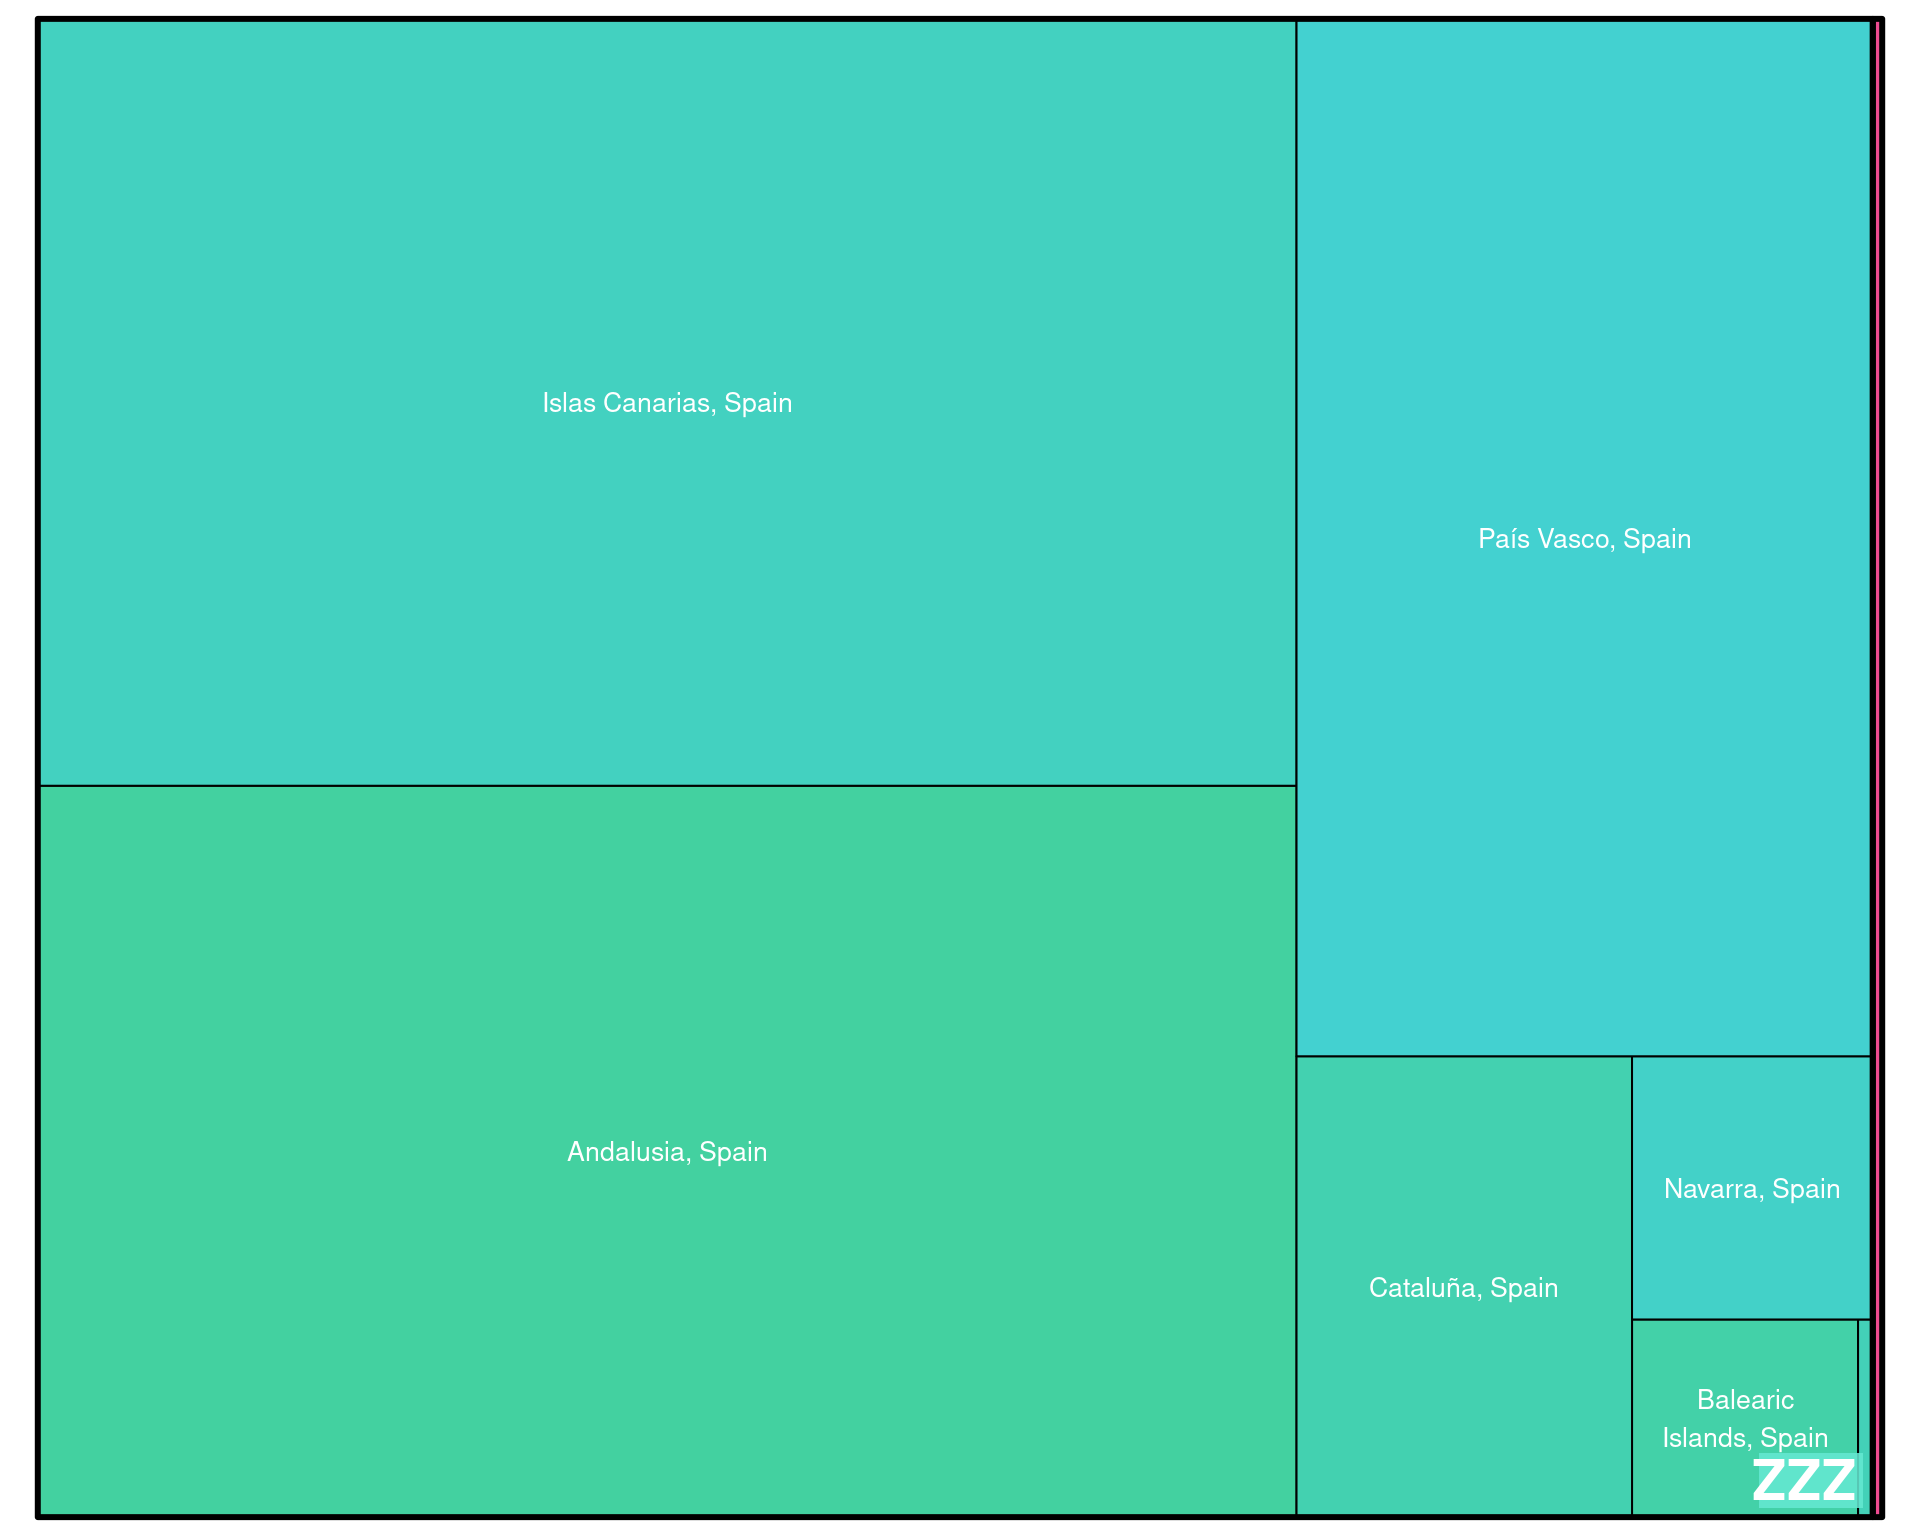 Islas Canarias, Spain
País Vasco, Spain
Andalusia, Spain
Navarra, Spain
Cataluña, Spain
Balearic
Islands, Spain
ZZZ